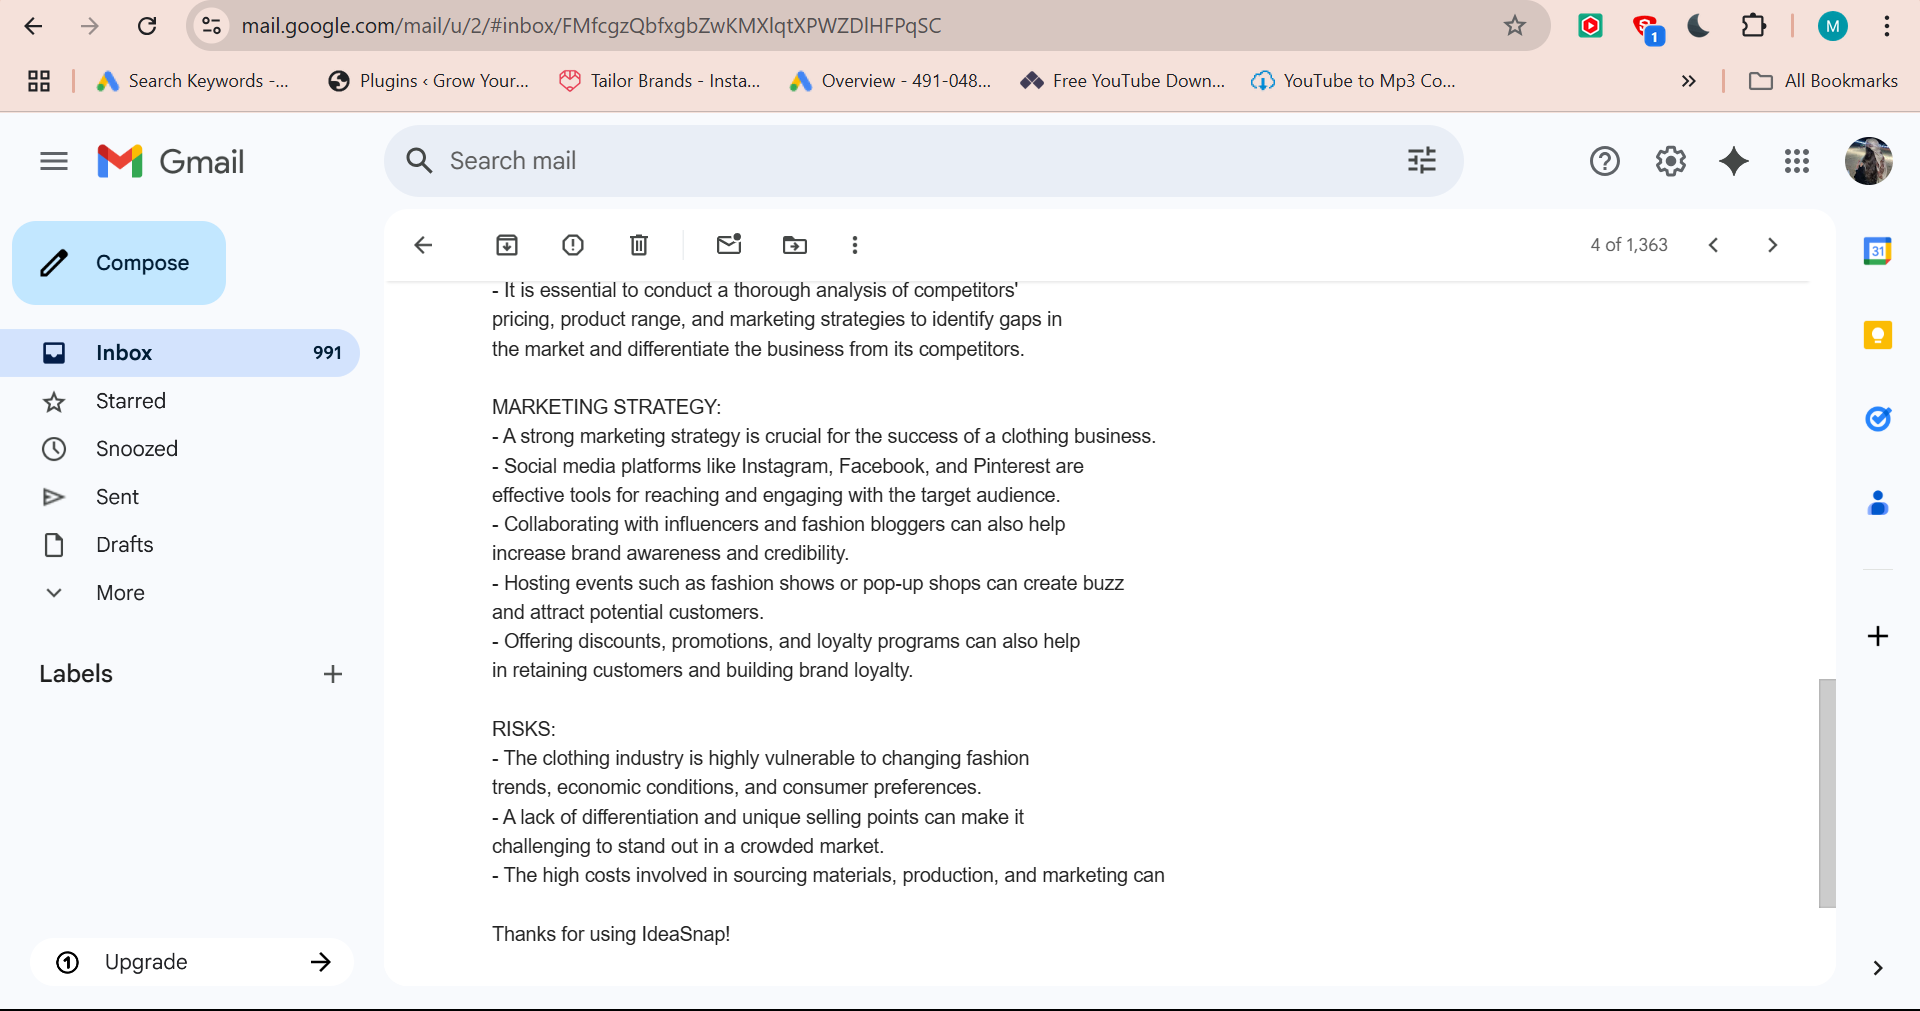 mail.google.com/mail/u/2/#inbox/FMfcgzQbfxgbZwKMXlqtXPWZDlHFPqSC
1
M
Search Keywords -...
Plugins ‹ Grow Your...
Tailor Brands - Insta...
Overview - 491-048...
Free YouTube Down...
YouTube to Mp3 Co...
All Bookmarks
Gmail
Search mail
Compose
4 of 1,363
31
Inbox 991
Starred
Snoozed
Sent
Drafts
More
Labels
Upgrade
- It is essential to conduct a thorough analysis of competitors'
pricing, product range, and marketing strategies to identify gaps in
the market and differentiate the business from its competitors.
MARKETING STRATEGY:
- A strong marketing strategy is crucial for the success of a clothing business.
- Social media platforms like Instagram, Facebook, and Pinterest are
effective tools for reaching and engaging with the target audience.
- Collaborating with influencers and fashion bloggers can also help
increase brand awareness and credibility.
- Hosting events such as fashion shows or pop-up shops can create buzz
and attract potential customers.
- Offering discounts, promotions, and loyalty programs can also help
in retaining customers and building brand loyalty.
RISKS:
- The clothing industry is highly vulnerable to changing fashion
trends, economic conditions, and consumer preferences.
- A lack of differentiation and unique selling points can make it
challenging to stand out in a crowded market.
- The high costs involved in sourcing materials, production, and marketing can
Thanks for using IdeaSnap!